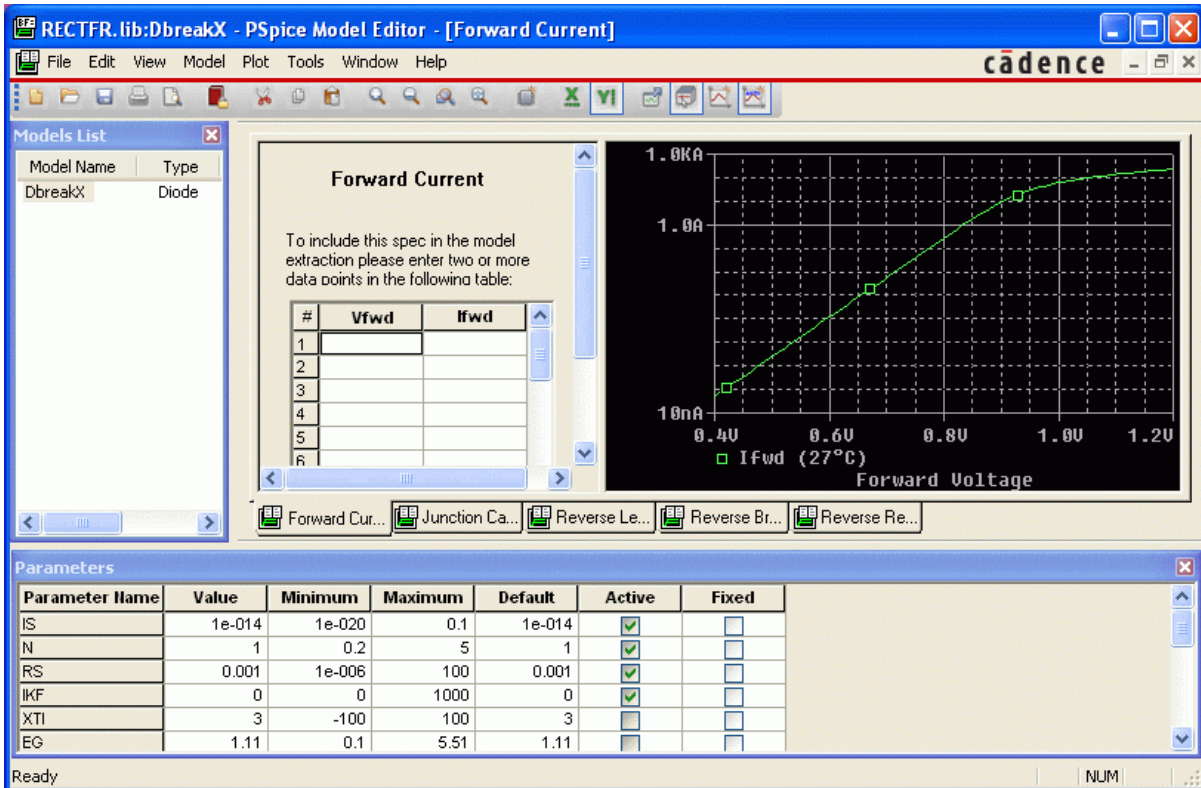 RECTFR.lib:DbreakX - PSpice Model Editor - [Forward Current]
File Edit View Model Plot Tools Window Help
cādence
Models List
Model Name Type
DbreakX Diode
Forward Current
To include this spec in the model
extraction please enter two or more
data points in the following table:
# Vfwd Ifwd
1
2
3
4
5
6
1.0KA
1.0A
10nA
0.4V 0.6V 0.8V 1.0V 1.2V
Ifwd (27°C)
Forward Voltage
Forward Cur... Junction Ca... Reverse Le... Reverse Br... Reverse Re...
Parameters
Parameter Name Value Minimum Maximum Default Active Fixed
IS 1e-014 1e-020 0.1 1e-014
N 1 0.2 5 1
RS 0.001 1e-006 100 0.001
IKF 0 0 1000 0
XTI 3 -100 100 3
EG 1.11 0.1 5.51 1.11
Ready NUM